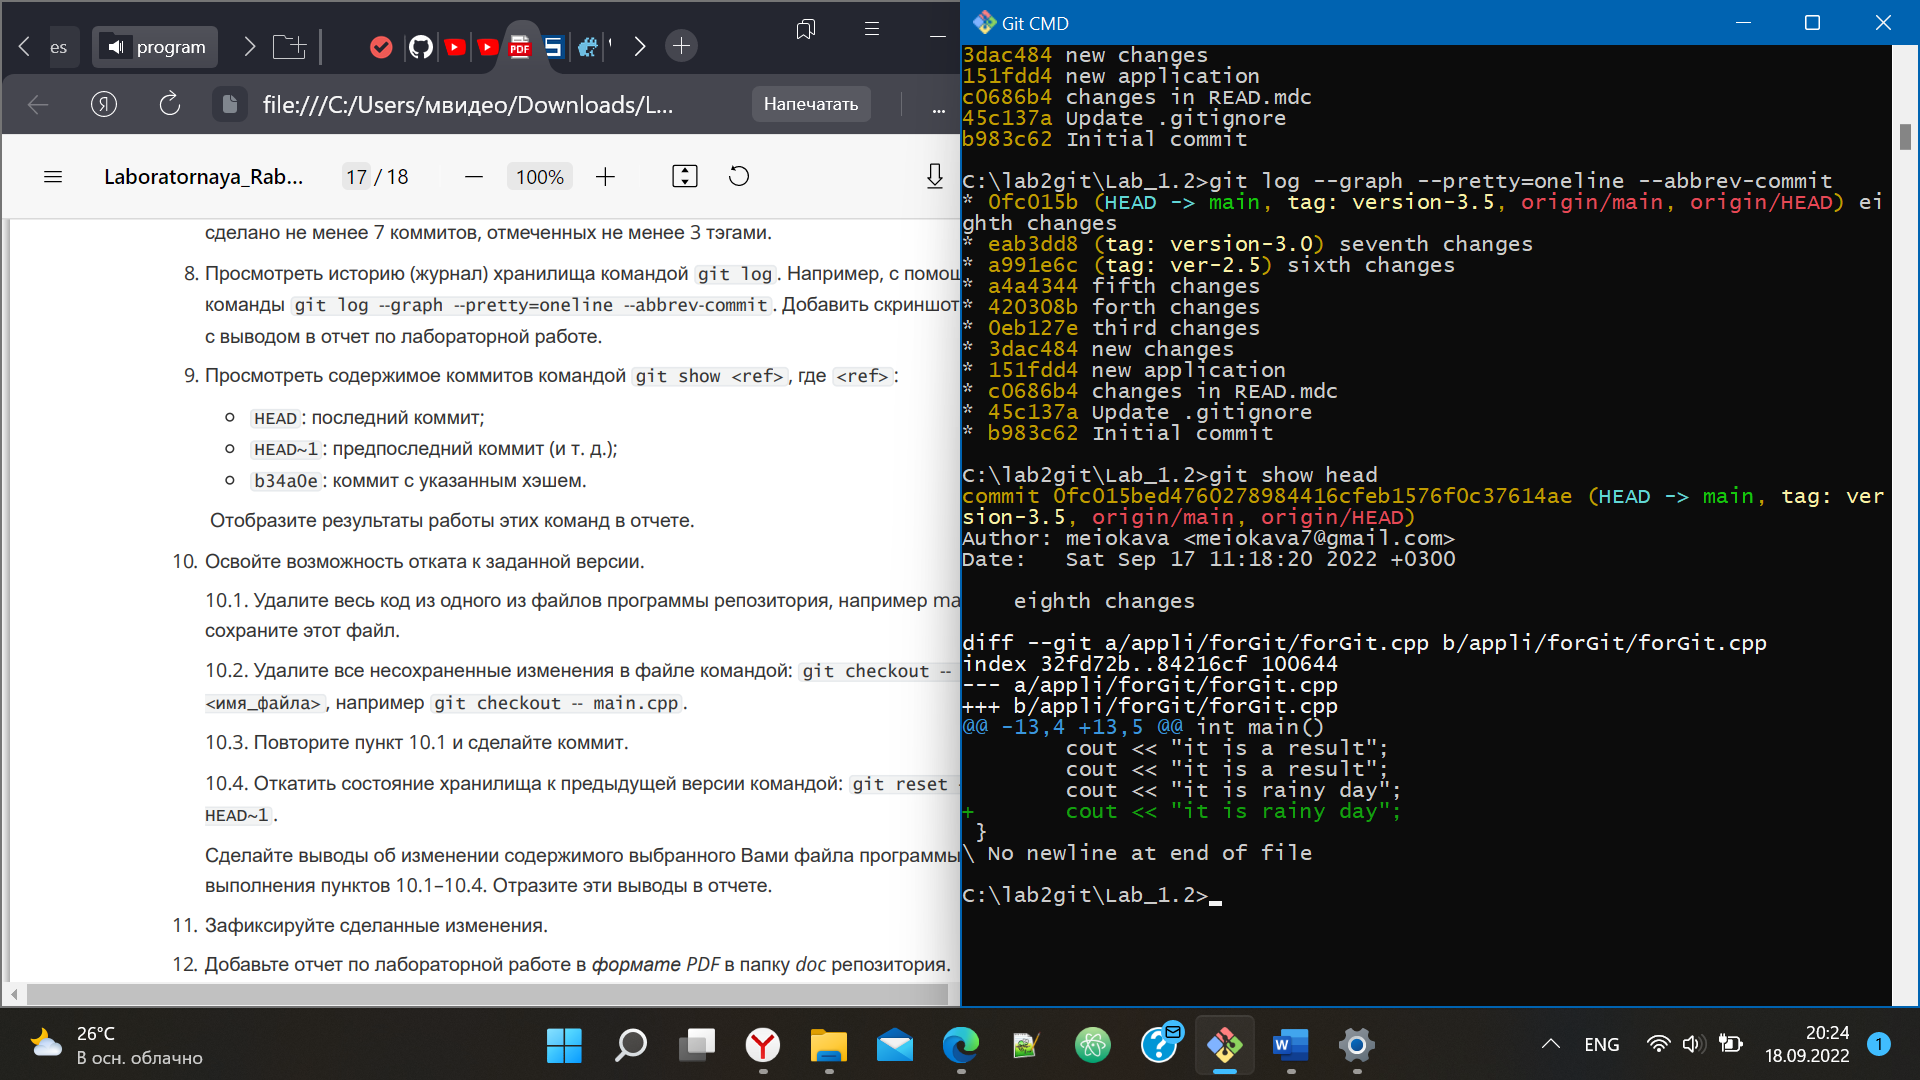 es
program
file:///C:/Users/мвидео/Downloads/L...
Напечатать
...
Laboratornaya_Rab...
17 / 18
100%
сделано не менее 7 коммитов, отмеченных не менее 3 тэгами.
8. Просмотреть историю (журнал) хранилища командой git log. Например, с помощ
команды git log --graph --pretty=oneline --abbrev-commit. Добавить скриншот
с выводом в отчет по лабораторной работе.
9. Просмотреть содержимое коммитов командой git show <ref>, где <ref>:
HEAD: последний коммит;
HEAD~1: предпоследний коммит (и т. д.);
b34a0e: коммит с указанным хэшем.
Отобразите результаты работы этих команд в отчете.
10. Освойте возможность отката к заданной версии.
10.1. Удалите весь код из одного из файлов программы репозитория, например ma
сохраните этот файл.
10.2. Удалите все несохраненные изменения в файле командой: git checkout --
<имя_файла>, например git checkout -- main.cpp.
10.3. Повторите пункт 10.1 и сделайте коммит.
10.4. Откатить состояние хранилища к предыдущей версии командой: git reset -
HEAD~1.
Сделайте выводы об изменении содержимого выбранного Вами файла программы
выполнения пунктов 10.1–10.4. Отразите эти выводы в отчете.
11. Зафиксируйте сделанные изменения.
12. Добавьте отчет по лабораторной работе в формате PDF в папку doc репозитория.
Git CMD
3dac484 new changes
151fdd4 new application
c0686b4 changes in READ.mdc
45c137a Update .gitignore
b983c62 Initial commit
C:\lab2git\Lab_1.2>git log --graph --pretty=oneline --abbrev-commit
* 0fc015b (HEAD -> main, tag: version-3.5, origin/main, origin/HEAD) ei
ghth changes
* eab3dd8 (tag: version-3.0) seventh changes
* a991e6c (tag: ver-2.5) sixth changes
* a4a4344 fifth changes
* 420308b forth changes
* 0eb127e third changes
* 3dac484 new changes
* 151fdd4 new application
* c0686b4 changes in READ.mdc
* 45c137a Update .gitignore
* b983c62 Initial commit
C:\lab2git\Lab_1.2>git show head
commit 0fc015bed4760278984416cfeb1576f0c37614ae (HEAD -> main, tag: ver
sion-3.5, origin/main, origin/HEAD)
Author: meiokava <meiokava7@gmail.com>
Date:   Sat Sep 17 11:18:20 2022 +0300
eighth changes
diff --git a/appli/forGit/forGit.cpp b/appli/forGit/forGit.cpp
index 32fd72b..84216cf 100644
--- a/appli/forGit/forGit.cpp
+++ b/appli/forGit/forGit.cpp
@@ -13,4 +13,5 @@ int main()
        cout << "it is a result";
        cout << "it is a result";
        cout << "it is rainy day";
+       cout << "it is rainy day";
 }
\ No newline at end of file
C:\lab2git\Lab_1.2>
26°C
В осн. облачно
ENG
20:24
18.09.2022
1